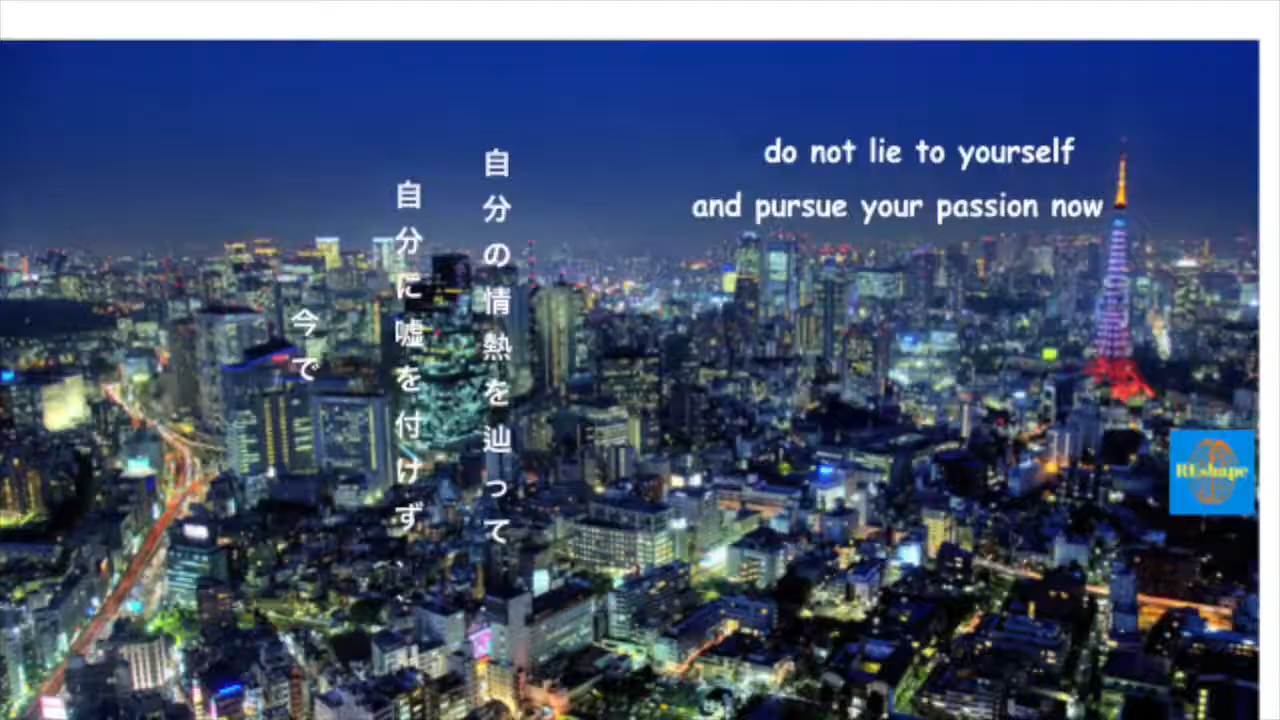 自分の情熱を辿って
自分に嘘を付けず
今で
do not lie to yourself
and pursue your passion now
REshape